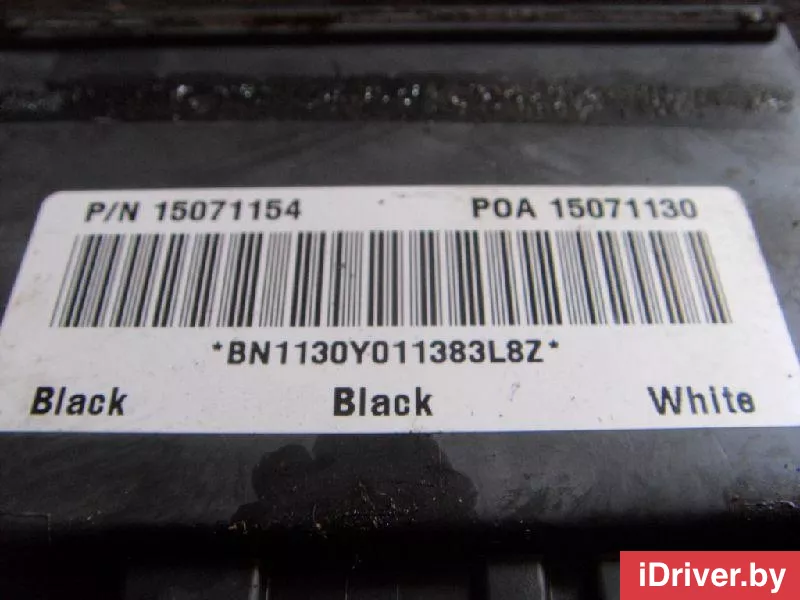 P/N 15071154 POA 15071130
*BN1130Y011383L8Z*
Black Black White
iDriver.by